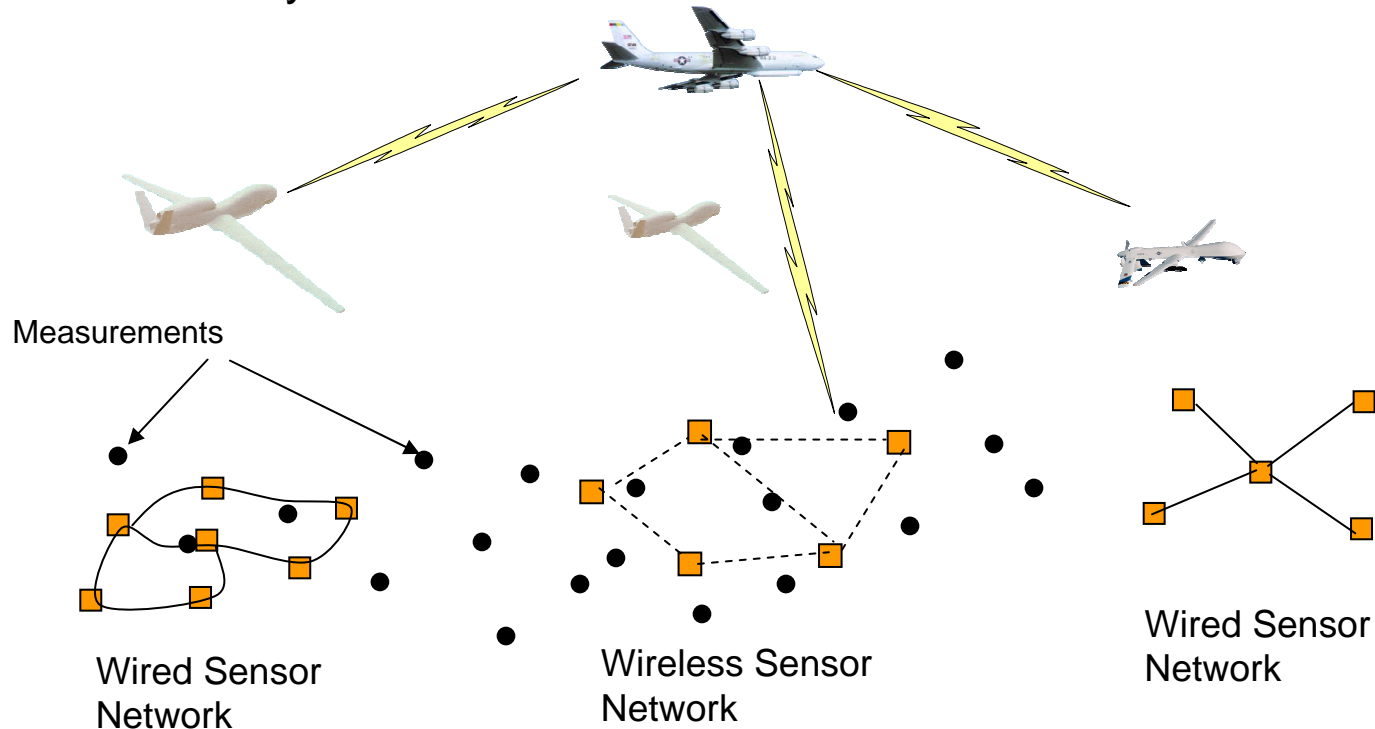 Measurements
Wired Sensor
Network
Wireless Sensor
Network
Wired Sensor
Network